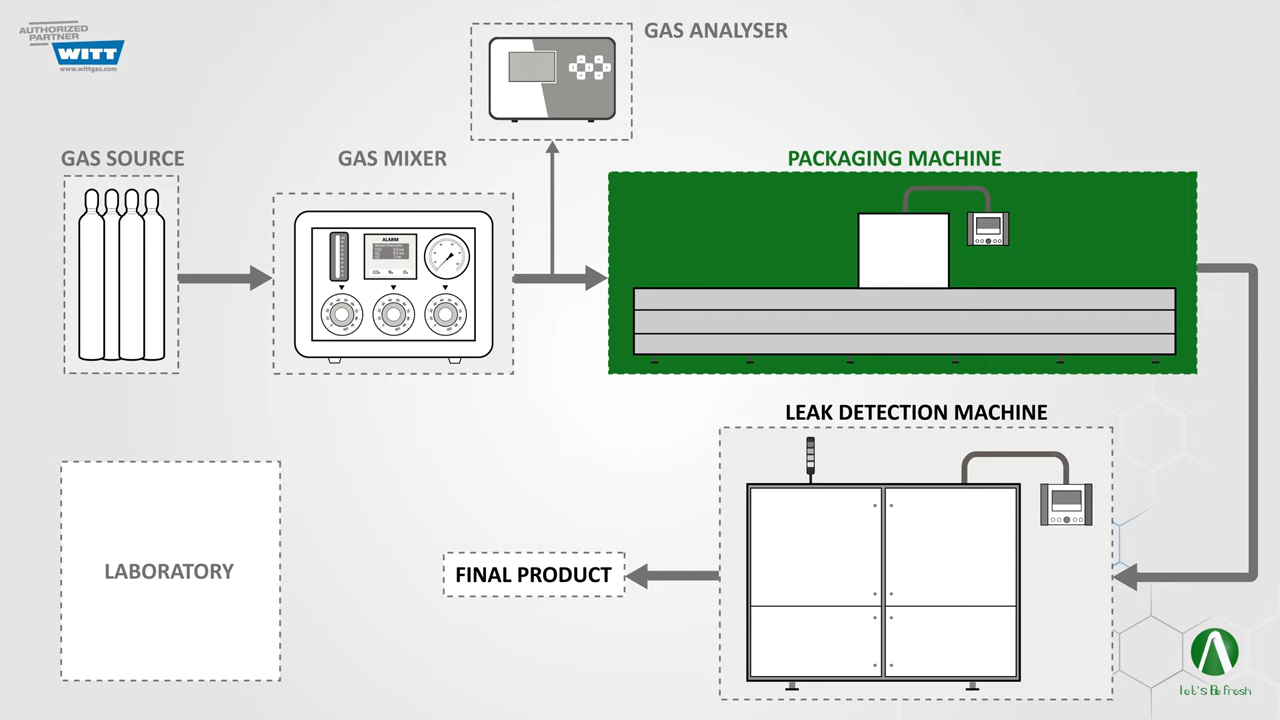 AUTHORIZED
PARTNER
WITT
www.wittgas.com
GAS ANALYSER
GAS SOURCE
GAS MIXER
PACKAGING MACHINE
ALARM
CO₂ N₂ O₂
LEAK DETECTION MACHINE
LABORATORY
FINAL PRODUCT
let's fresh